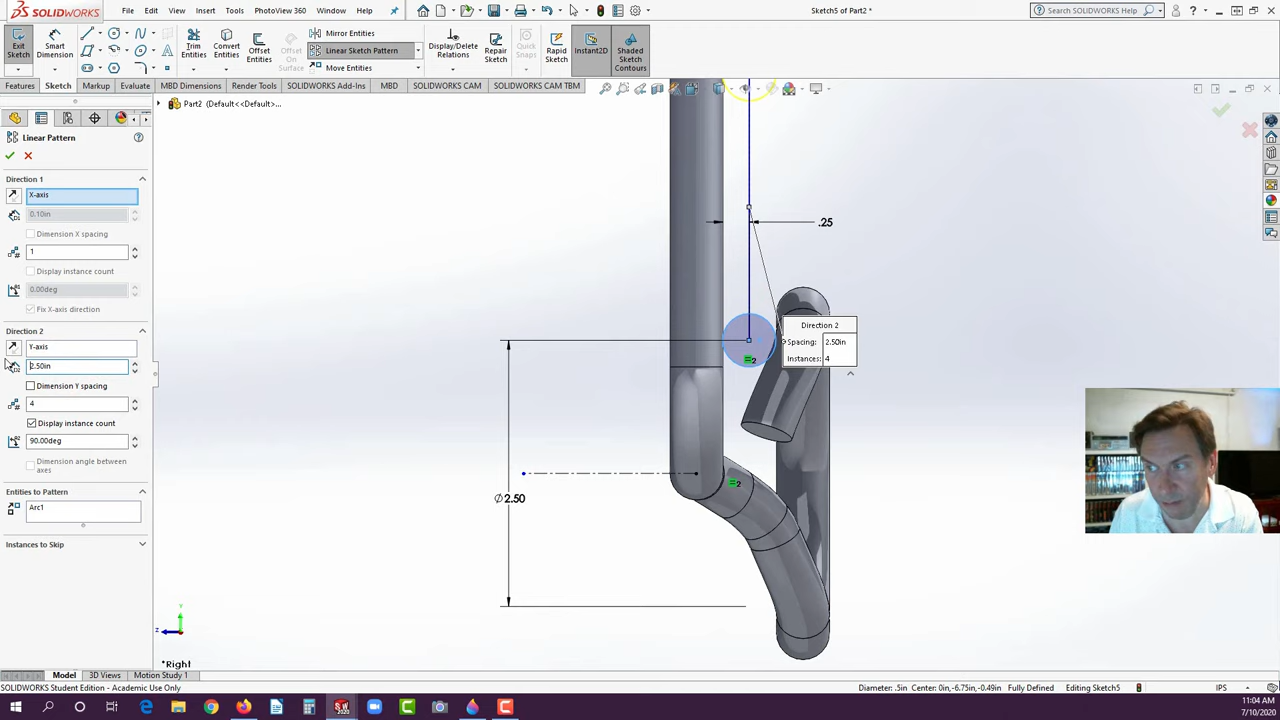 SOLIDWORKS
File Edit View Insert Tools PhotoView 360 Window Help
Sketch5 of Part2 *
Search SOLIDWORKS Help
Exit Sketch
Smart Dimension
Trim Entities
Convert Entities
Offset Entities
Offset On Surface
Mirror Entities
Linear Sketch Pattern
Move Entities
Display/Delete Relations
Repair Sketch
Quick Snaps
Rapid Sketch
Instant2D
Shaded Sketch Contours
Features Sketch Markup Evaluate MBD Dimensions Render Tools SOLIDWORKS Add-Ins MBD SOLIDWORKS CAM SOLIDWORKS CAM TBM
Part2 (Default<<Default>...
Linear Pattern
Direction 1
X-axis
0.10in
Dimension X spacing
1
Display instance count
0.00deg
Fix X-axis direction
Direction 2
Y-axis
2.50in
Dimension Y spacing
4
Display instance count
90.00deg
Dimension angle between axes
Entities to Pattern
Arc1
Instances to Skip
.25
Direction 2
Spacing: 2.50in
Instances: 4
2
2
Ø2.50
Y
Z
*Right
Model 3D Views Motion Study 1
SOLIDWORKS Student Edition - Academic Use Only
Diameter: .5in Center: 0in,-6.75in,-0.49in Fully Defined Editing Sketch5 IPS
11:04 AM
7/10/2020